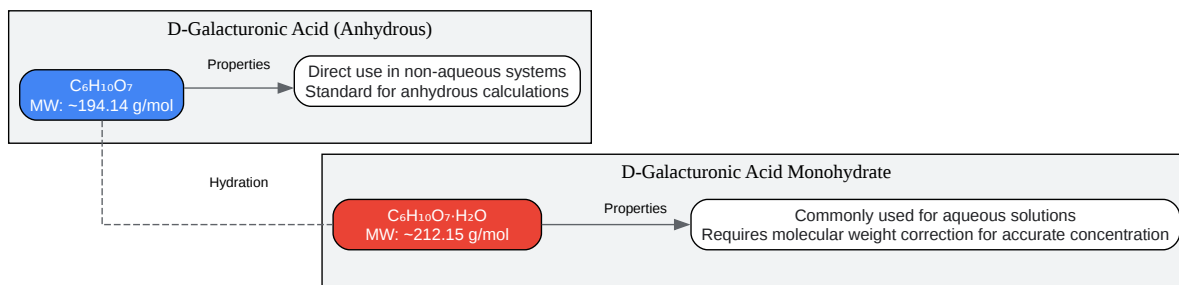 D-Galacturonic Acid (Anhydrous)
Properties
C₆H₁₀O₇
MW: ~194.14 g/mol
Direct use in non-aqueous systems
Standard for anhydrous calculations
Hydration
D-Galacturonic Acid Monohydrate
Properties
C₆H₁₀O₇·H₂O
MW: ~212.15 g/mol
Commonly used for aqueous solutions
Requires molecular weight correction for accurate concentration